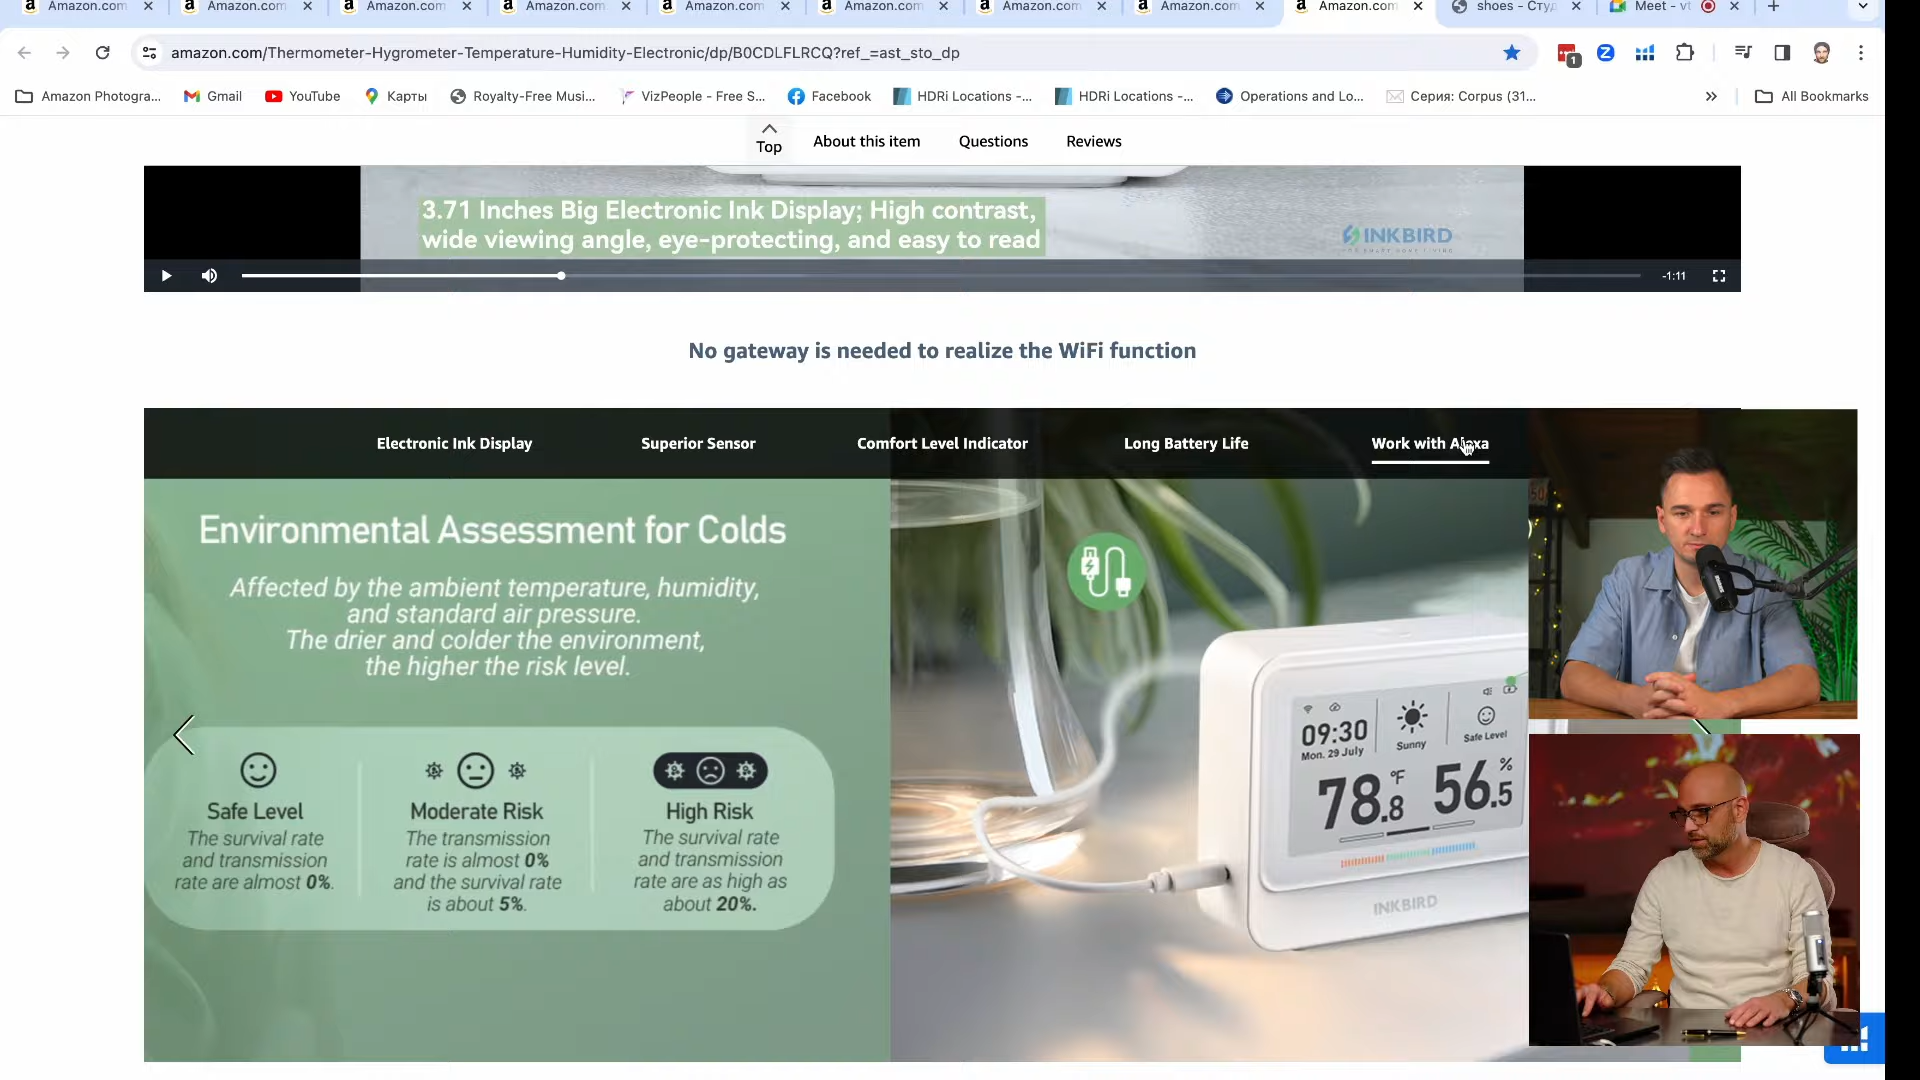 Amazon.com
Amazon.com
Amazon.com
Amazon.com
Amazon.com
Amazon.com
Amazon.com
Amazon.com
Amazon.com
shoes - Студ
Meet - vt
amazon.com/Thermometer-Hygrometer-Temperature-Humidity-Electronic/dp/B0CDLFLRCQ?ref_=ast_sto_dp
1
Amazon Photogra...
Gmail
YouTube
Карты
Royalty-Free Musi...
VizPeople - Free S...
Facebook
HDRi Locations -...
HDRi Locations -...
Operations and Lo...
Серия: Corpus (31...
»
All Bookmarks
Top
About this item
Questions
Reviews
3.71 Inches Big Electronic Ink Display; High contrast,
wide viewing angle, eye-protecting, and easy to read
INKBIRD
-1:11
No gateway is needed to realize the WiFi function
Electronic Ink Display
Superior Sensor
Comfort Level Indicator
Long Battery Life
Work with Alexa
Environmental Assessment for Colds
Affected by the ambient temperature, humidity,
and standard air pressure.
The drier and colder the environment,
the higher the risk level.
Safe Level
The survival rate
and transmission
rate are almost 0%.
Moderate Risk
The transmission
rate is almost 0%
and the survival rate
is about 5%.
High Risk
The survival rate
and transmission
rate are as high as
about 20%.
09:30
Mon. 29 July
Sunny
Safe Level
78.8 °F
56.5 %
INKBIRD